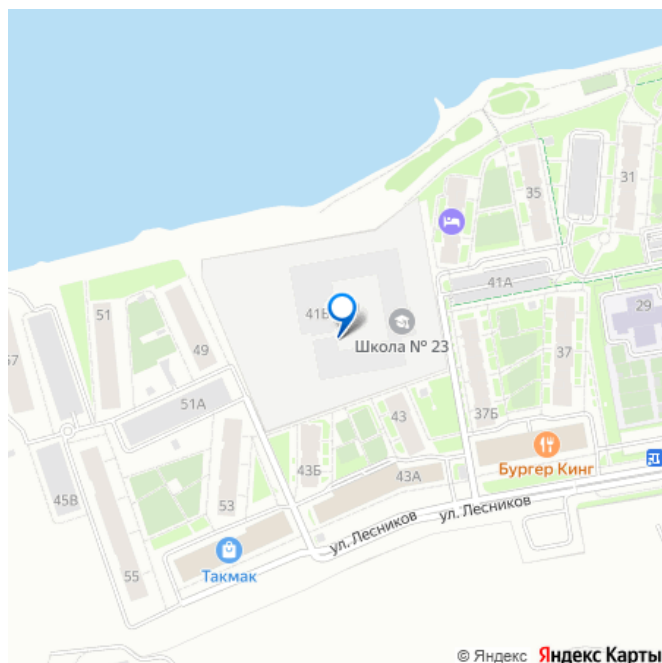 31
35
41А
41Б
Школа № 23
29
51
49
37
57
51А
43
37Б
Бургер Кинг
43Б
43А
45В
53
ул. Лесников
ул. Лесников
55
Такмак
© Яндекс Яндекс Карты